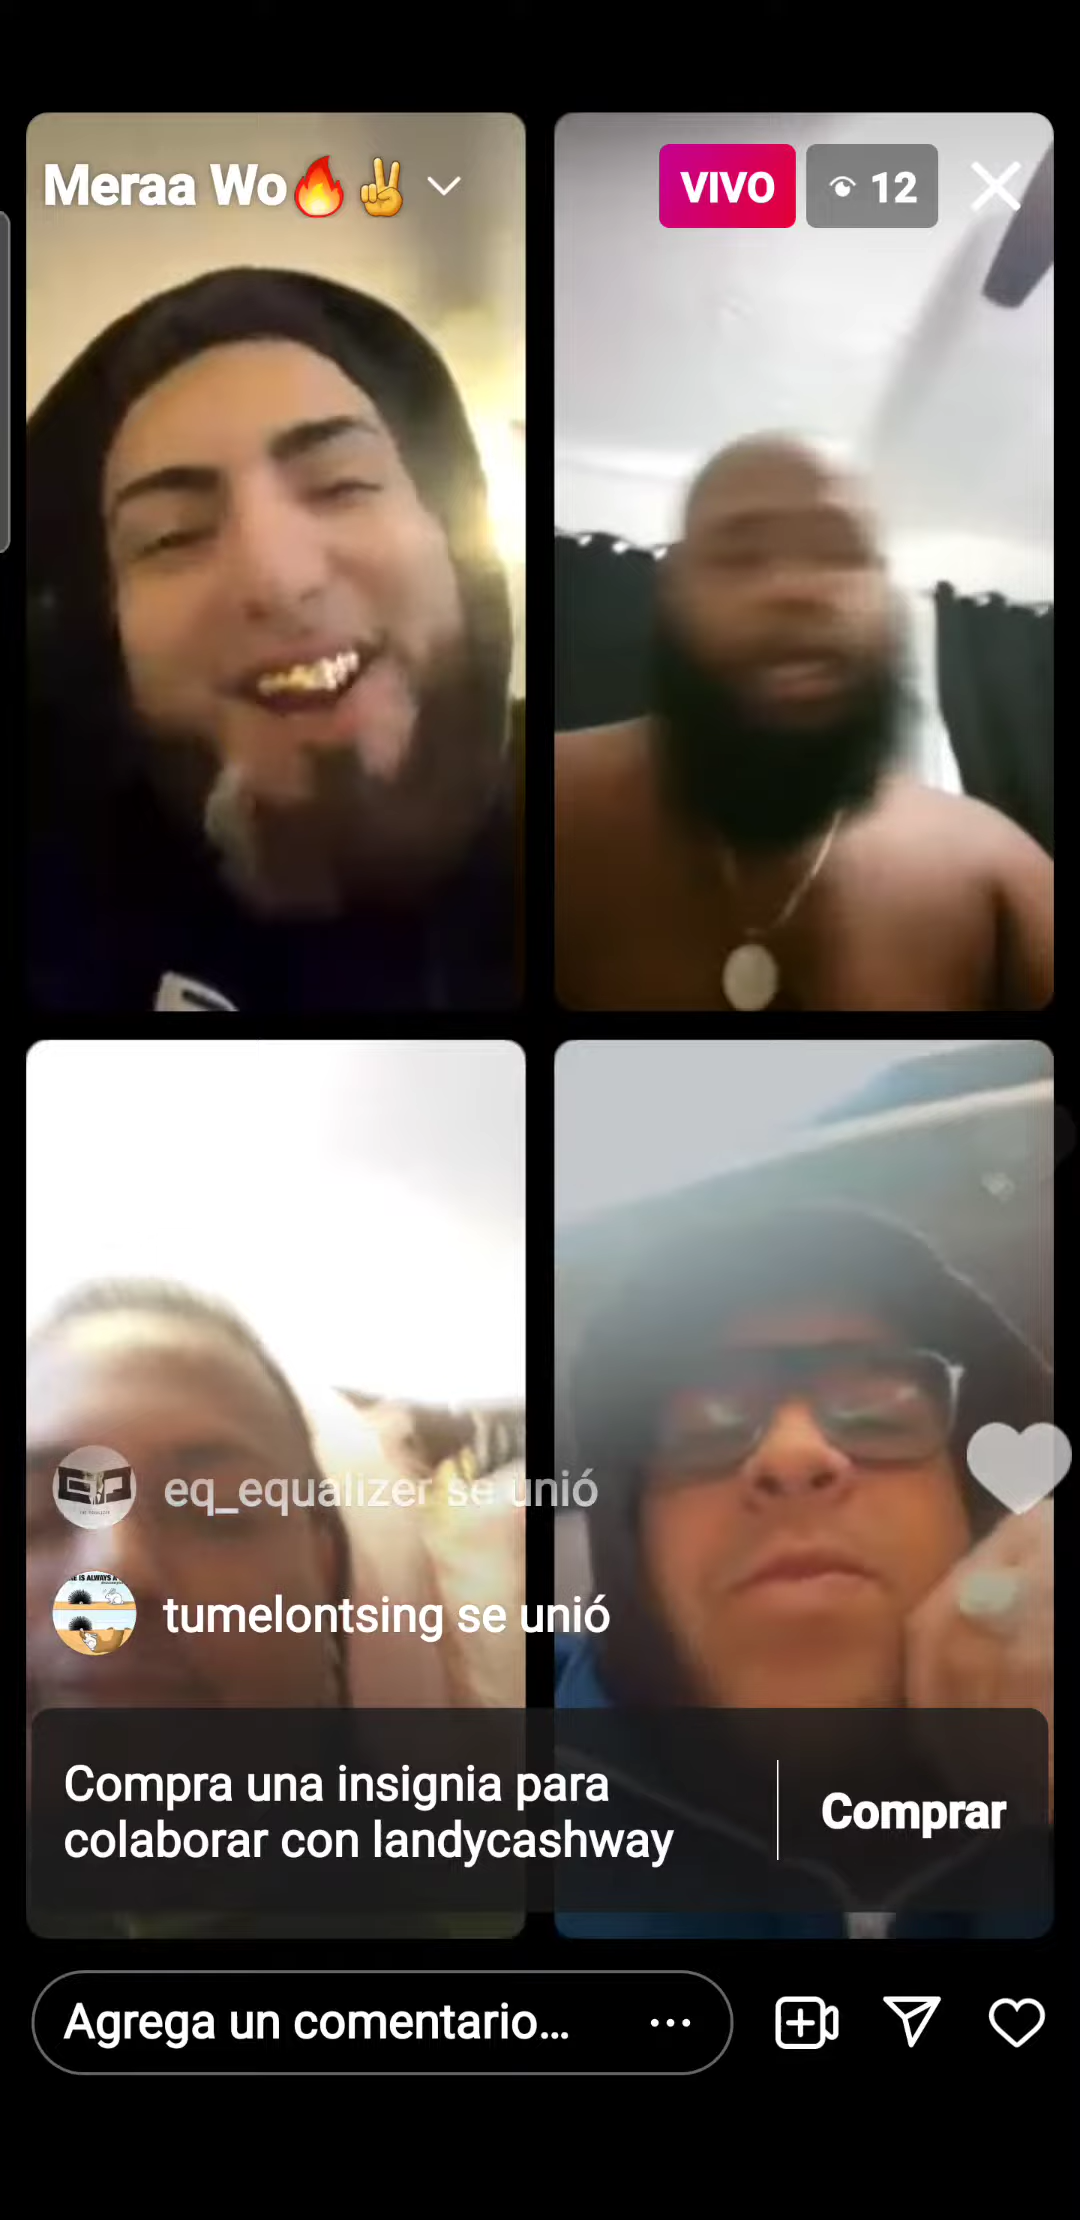 Meraa Wo🔥✌️
VIVO
12
eq_equalizer se unió
tumelontsing se unió
Compra una insignia para
colaborar con landycashway
Comprar
Agrega un comentario...